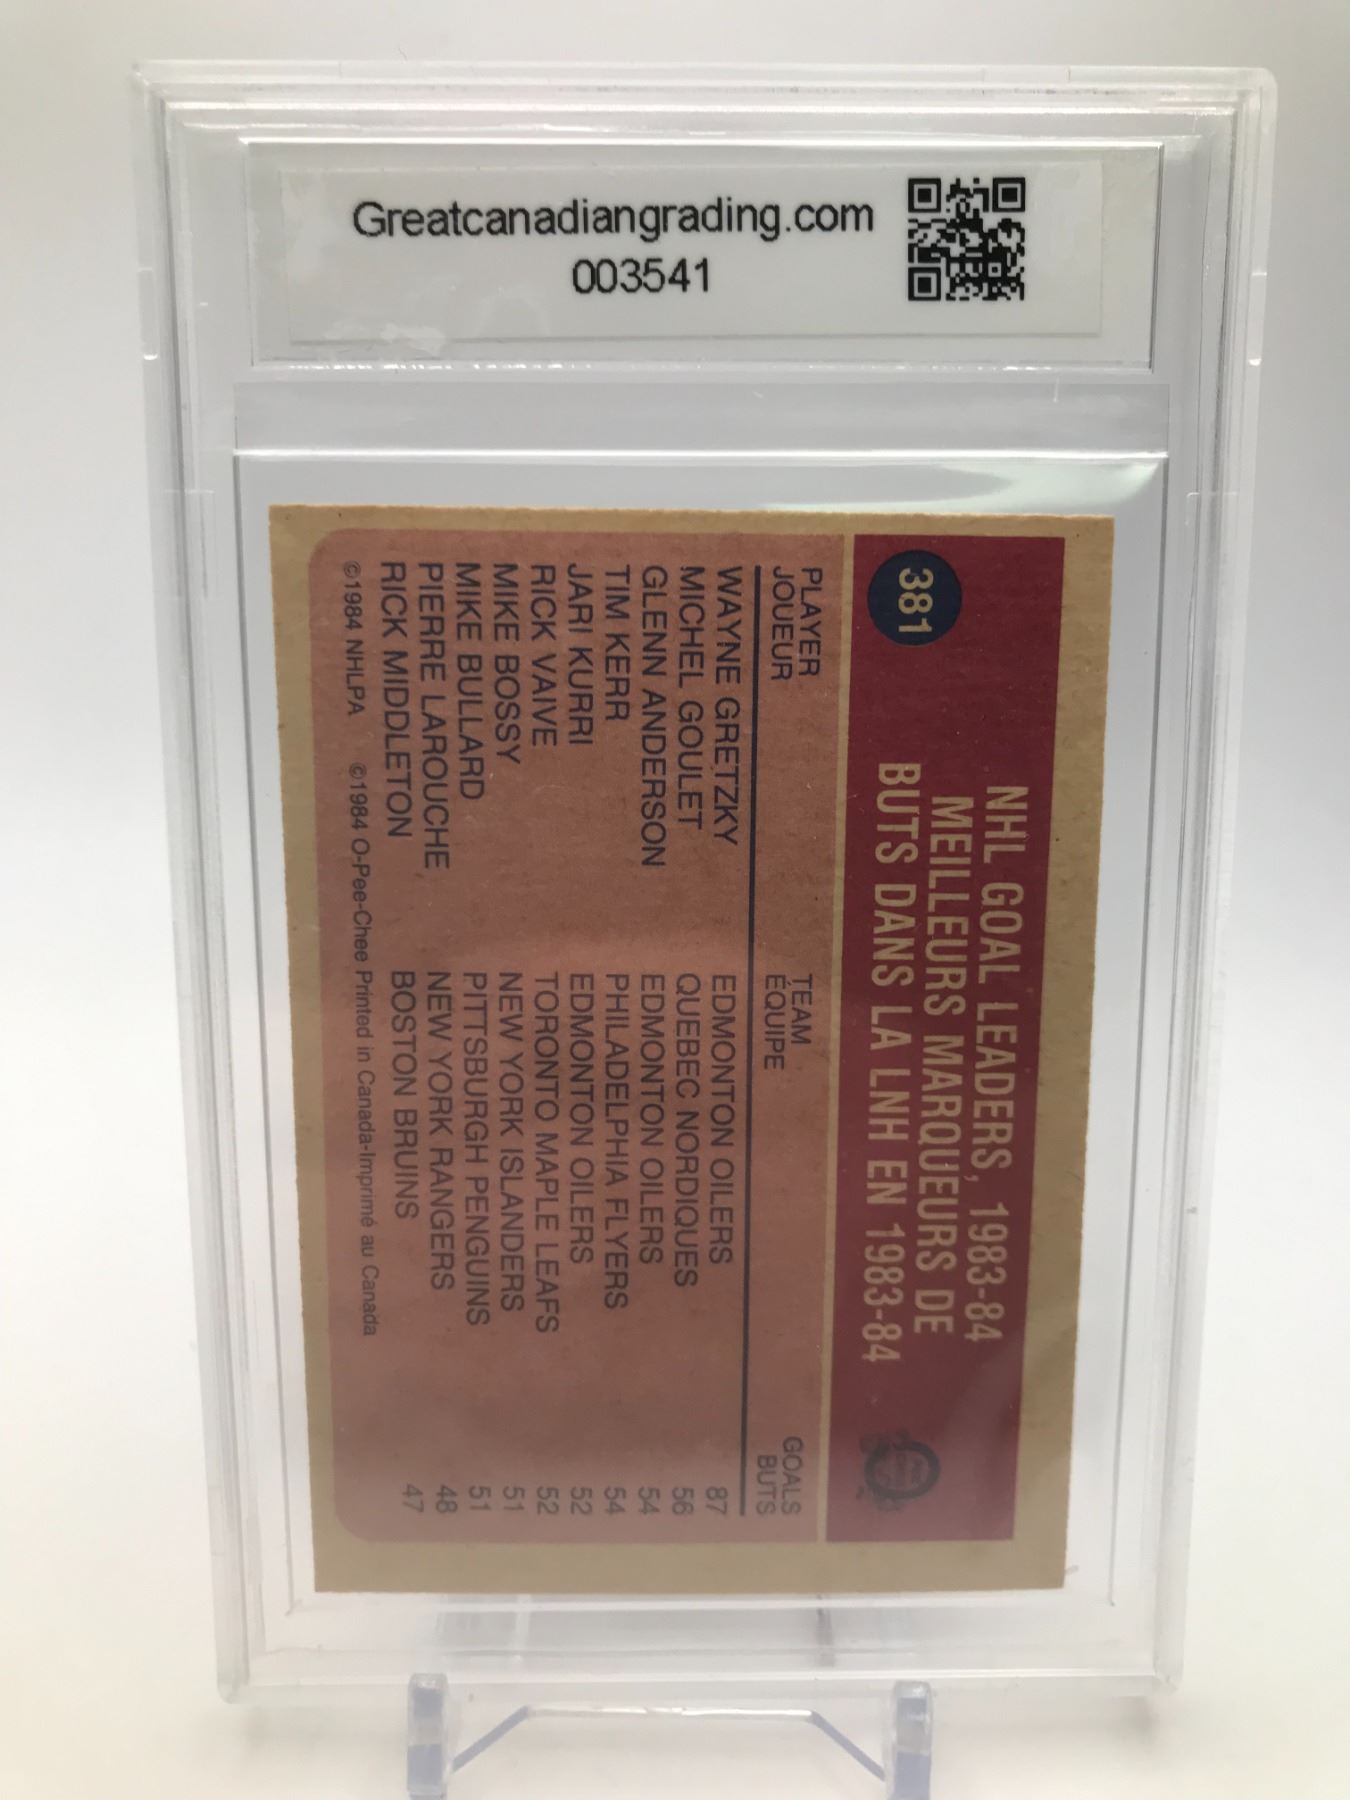 Greatcanadiangrading.com
003541
381
NHL GOAL LEADERS, 1983-84
MEILLEURS MARQUEURS DE
BUTS DANS LA LNH EN 1983-84
PLAYER TEAM GOALS
JOUEUR ÉQUIPE BUTS
WAYNE GRETZKY EDMONTON OILERS 87
MICHEL GOULET QUEBEC NORDIQUES 56
GLENN ANDERSON EDMONTON OILERS 54
TIM KERR PHILADELPHIA FLYERS 54
JARI KURRI EDMONTON OILERS 52
RICK VAIVE TORONTO MAPLE LEAFS 52
MIKE BOSSY NEW YORK ISLANDERS 51
MIKE BULLARD PITTSBURGH PENGUINS 51
PIERRE LAROUCHE NEW YORK RANGERS 48
RICK MIDDLETON BOSTON BRUINS 47
©1984 NHLPA ©1984 O-Pee-Chee Printed in Canada-Imprimé au Canada